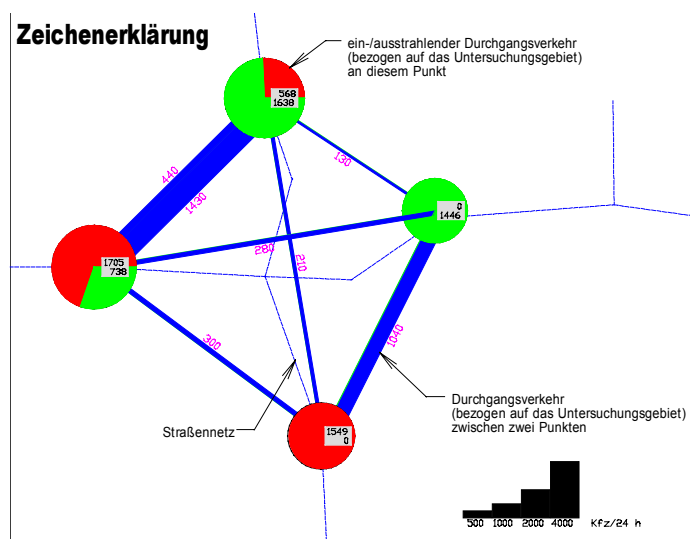 Zeichenerklärung
ein-/ausstrahlender Durchgangsverkehr
(bezogen auf das Untersuchungsgebiet)
an diesem Punkt
568
1638
440
1430
130
0
1446
280
210
1705
738
300
1040
Durchgangsverkehr
(bezogen auf das Untersuchungsgebiet)
zwischen zwei Punkten
Straßennetz
1549
0
500 1000 2000 4000 Kfz/24 h